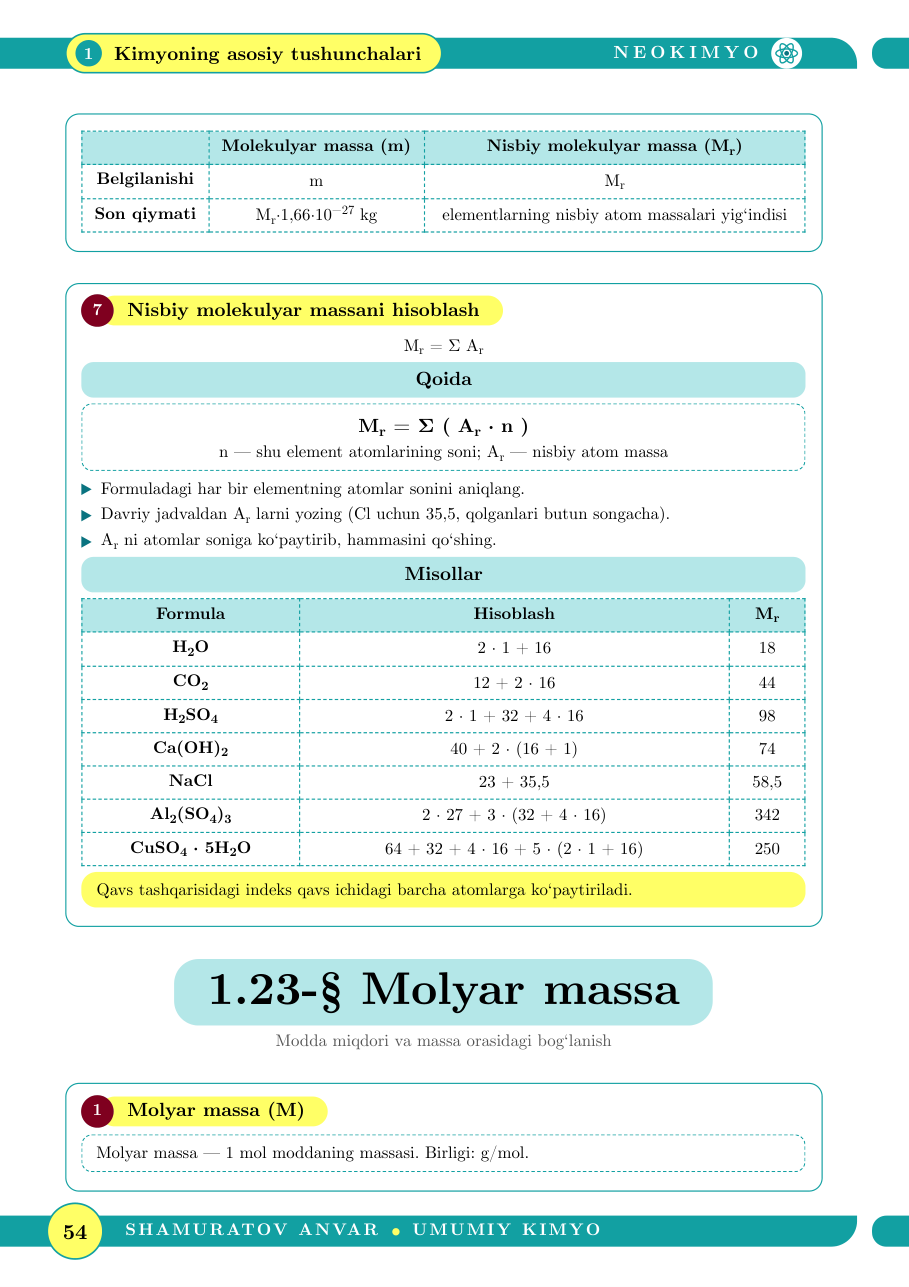 1 Kimyoning asosiy tushunchalari NEOKIMYO
Molekulyar massa (m) Nisbiy molekulyar massa (Mᵣ)
Belgilanishi m Mᵣ
Son qiymati Mᵣ·1,66·10⁻²⁷ kg elementlarning nisbiy atom massalari yig‘indisi
7 Nisbiy molekulyar massani hisoblash
Mᵣ = Σ Aᵣ
Qoida
Mᵣ = Σ ( Aᵣ · n )
n — shu element atomlarining soni; Aᵣ — nisbiy atom massa
▶ Formuladagi har bir elementning atomlar sonini aniqlang.
▶ Davriy jadvaldan Aᵣ larni yozing (Cl uchun 35,5, qolganlari butun songacha).
▶ Aᵣ ni atomlar soniga ko‘paytirib, hammasini qo‘shing.
Misollar
Formula Hisoblash Mᵣ
H₂O 2 · 1 + 16 18
CO₂ 12 + 2 · 16 44
H₂SO₄ 2 · 1 + 32 + 4 · 16 98
Ca(OH)₂ 40 + 2 · (16 + 1) 74
NaCl 23 + 35,5 58,5
Al₂(SO₄)₃ 2 · 27 + 3 · (32 + 4 · 16) 342
CuSO₄ · 5H₂O 64 + 32 + 4 · 16 + 5 · (2 · 1 + 16) 250
Qavs tashqarisidagi indeks qavs ichidagi barcha atomlarga ko‘paytiriladi.
1.23-§ Molyar massa
Modda miqdori va massa orasidagi bog‘lanish
1 Molyar massa (M)
Molyar massa — 1 mol moddaning massasi. Birligi: g/mol.
54 SHAMURATOV ANVAR • UMUMIY KIMYO